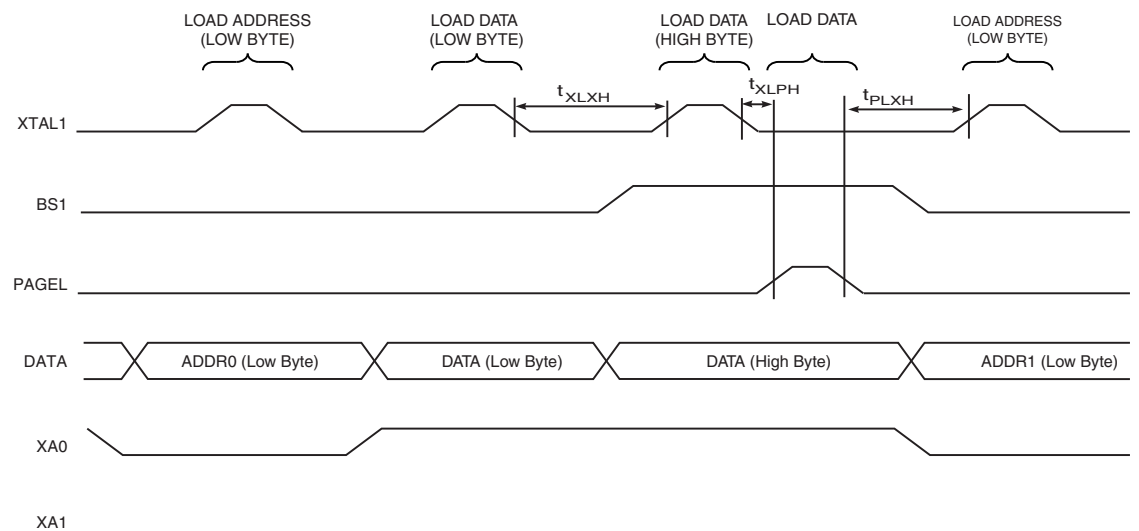 LOAD ADDRESS
(LOW BYTE)
LOAD DATA
(LOW BYTE)
LOAD DATA
(HIGH BYTE)
LOAD DATA
LOAD ADDRESS
(LOW BYTE)
tXLXH
tXLPH
tPLXH
XTAL1
BS1
PAGEL
DATA
ADDR0 (Low Byte)
DATA (Low Byte)
DATA (High Byte)
ADDR1 (Low Byte)
XA0
XA1